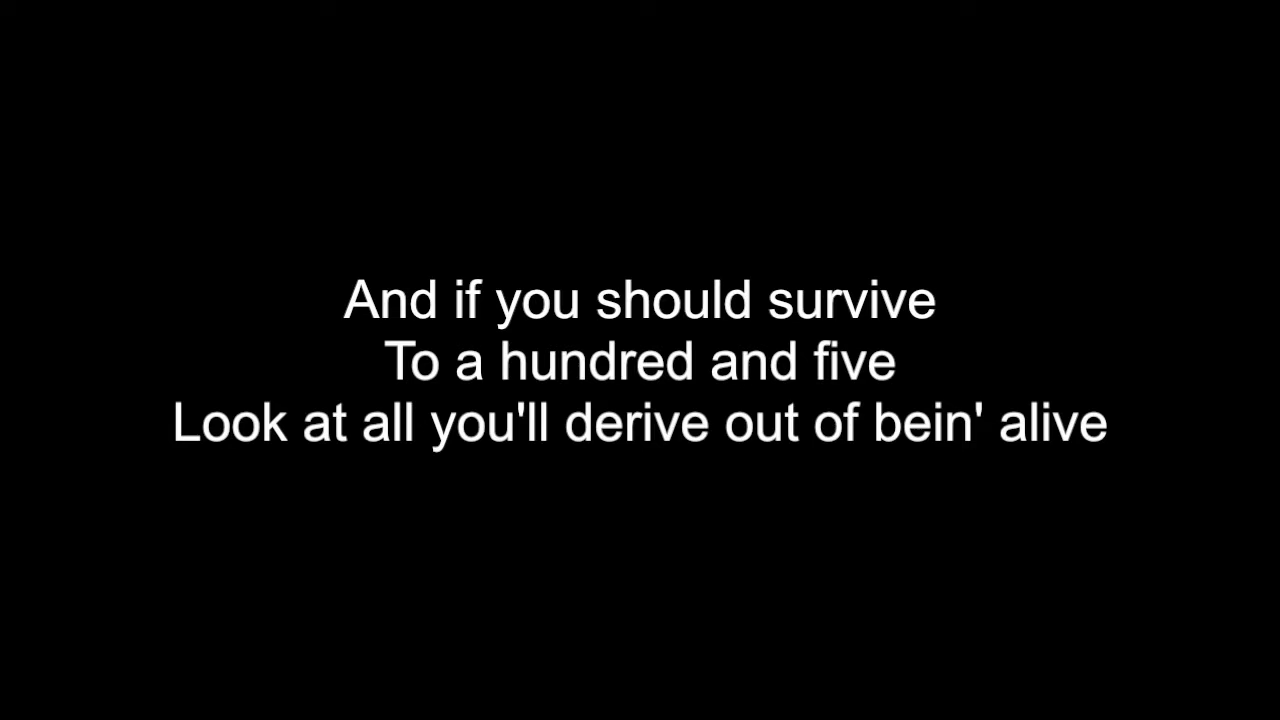 And if you should survive
To a hundred and five
Look at all you'll derive out of bein' alive